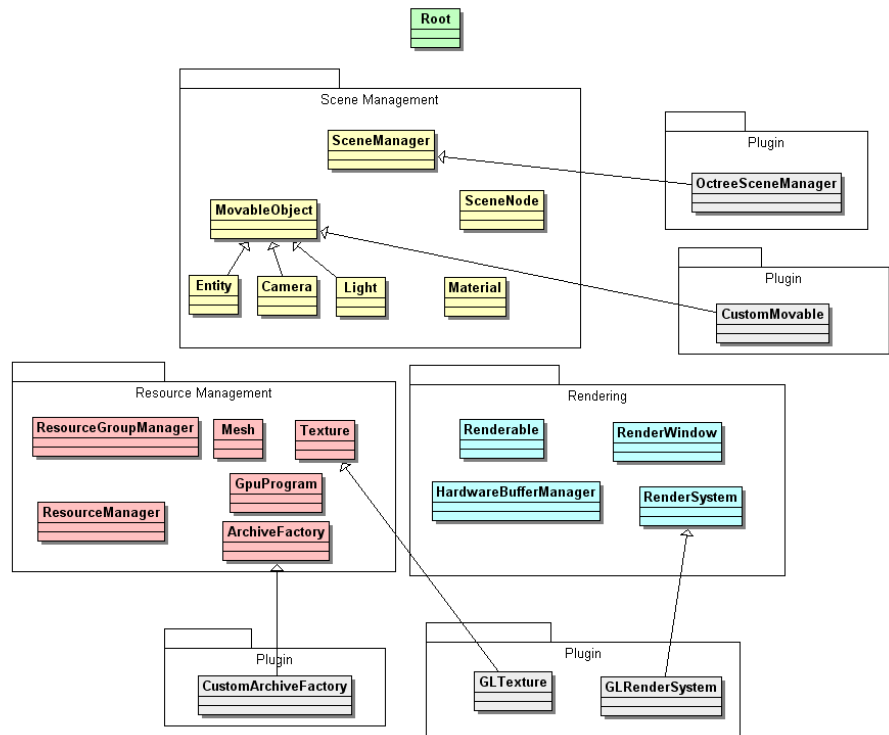 Root
Scene Management
SceneManager
Plugin
OctreeSceneManager
SceneNode
MovableObject
Plugin
Entity
Camera
Light
Material
CustomMovable
Resource Management
Rendering
ResourceGroupManager
Mesh
Texture
Renderable
RenderWindow
GpuProgram
HardwareBufferManager
RenderSystem
ResourceManager
ArchiveFactory
Plugin
Plugin
CustomArchiveFactory
GLTexture
GLRenderSystem